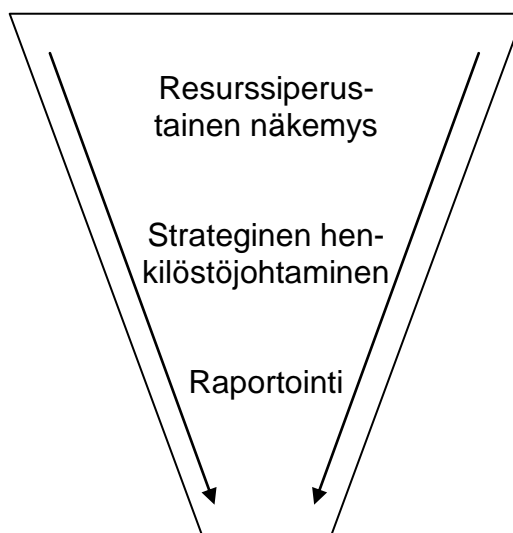 Resurssiperus-
tainen näkemys
Strateginen hen-
kilöstöjohtaminen
Raportointi